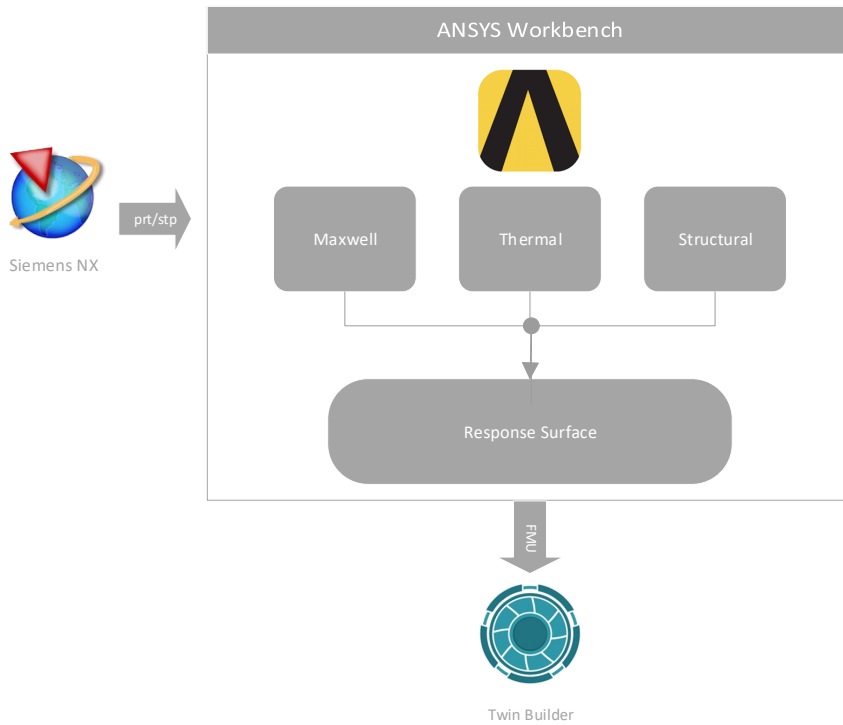 ANSYS Workbench
prt/stp
Siemens NX
Maxwell
Thermal
Structural
Response Surface
FMU
Twin Builder